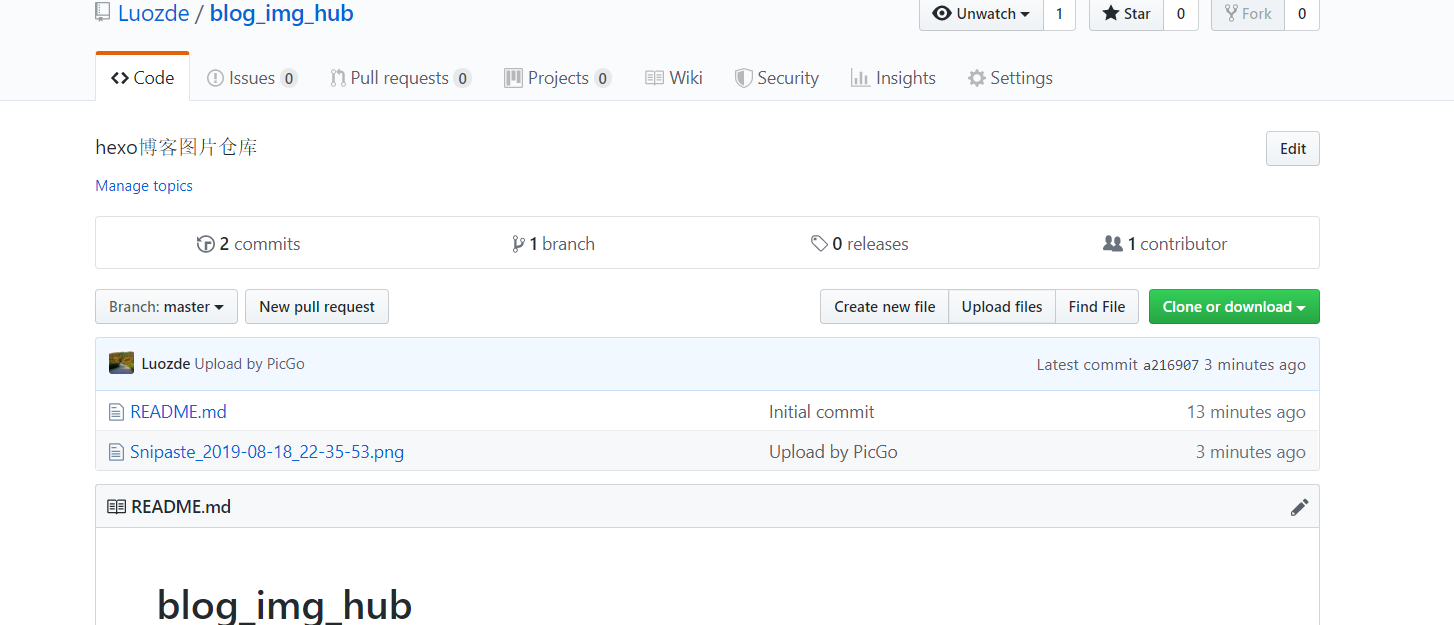 Luozde / blog_img_hub
Unwatch 1 Star 0 Fork 0
Code Issues 0 Pull requests 0 Projects 0 Wiki Security Insights Settings
hexo博客图片仓库 Edit
Manage topics
2 commits 1 branch 0 releases 1 contributor
Branch: master New pull request Create new file Upload files Find File Clone or download
Luozde Upload by PicGo Latest commit a216907 3 minutes ago
README.md Initial commit 13 minutes ago
Snipaste_2019-08-18_22-35-53.png Upload by PicGo 3 minutes ago
README.md
blog_img_hub